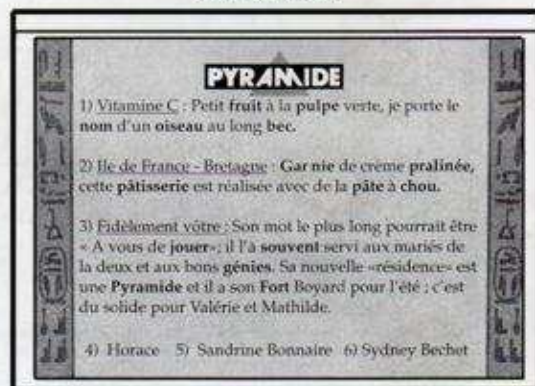 PYRAMIDE
1) Vitamine C : Petit fruit à la pulpe verte, je porte le
nom d'un oiseau au long bec.
2) Ile de France - Bretagne : Garnie de crème pralinée,
cette pâtisserie est réalisée avec de la pâte à chou.
3) Fidèlement vôtre : Son mot le plus long pourrait être
« A vous de jouer»; il l'a souvent servi aux mariés de
la deux et aux bons génies. Sa nouvelle «résidence» est
une Pyramide et il a son Fort Boyard pour l'été ; c'est
du solide pour Valérie et Mathilde.
4) Horace 5) Sandrine Bonnaire 6) Sydney Bechet